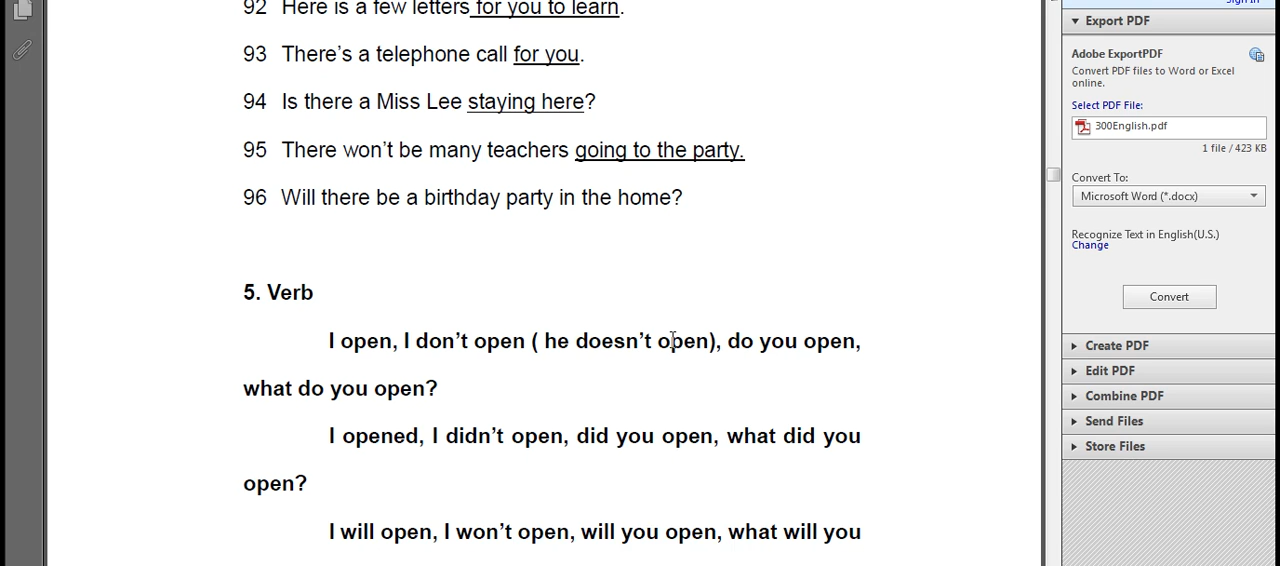 92 Here is a few letters for you to learn.
93 There's a telephone call for you.
94 Is there a Miss Lee staying here?
95 There won't be many teachers going to the party.
96 Will there be a birthday party in the home?
5. Verb
I open, I don't open ( he doesn't open), do you open,
what do you open?
I opened, I didn't open, did you open, what did you
open?
I will open, I won't open, will you open, what will you
Sign In
Export PDF
Adobe ExportPDF
Convert PDF files to Word or Excel
online.
Select PDF File:
300English.pdf
1 file / 423 KB
Convert To:
Microsoft Word (*.docx)
Recognize Text in English(U.S.)
Change
Convert
Create PDF
Edit PDF
Combine PDF
Send Files
Store Files